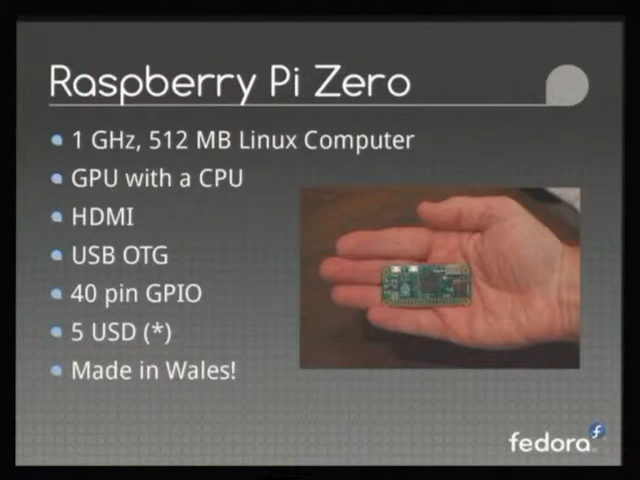 Raspberry Pi Zero
1 GHz, 512 MB Linux Computer
GPU with a CPU
HDMI
USB OTG
40 pin GPIO
5 USD (*)
Made in Wales!
fedora